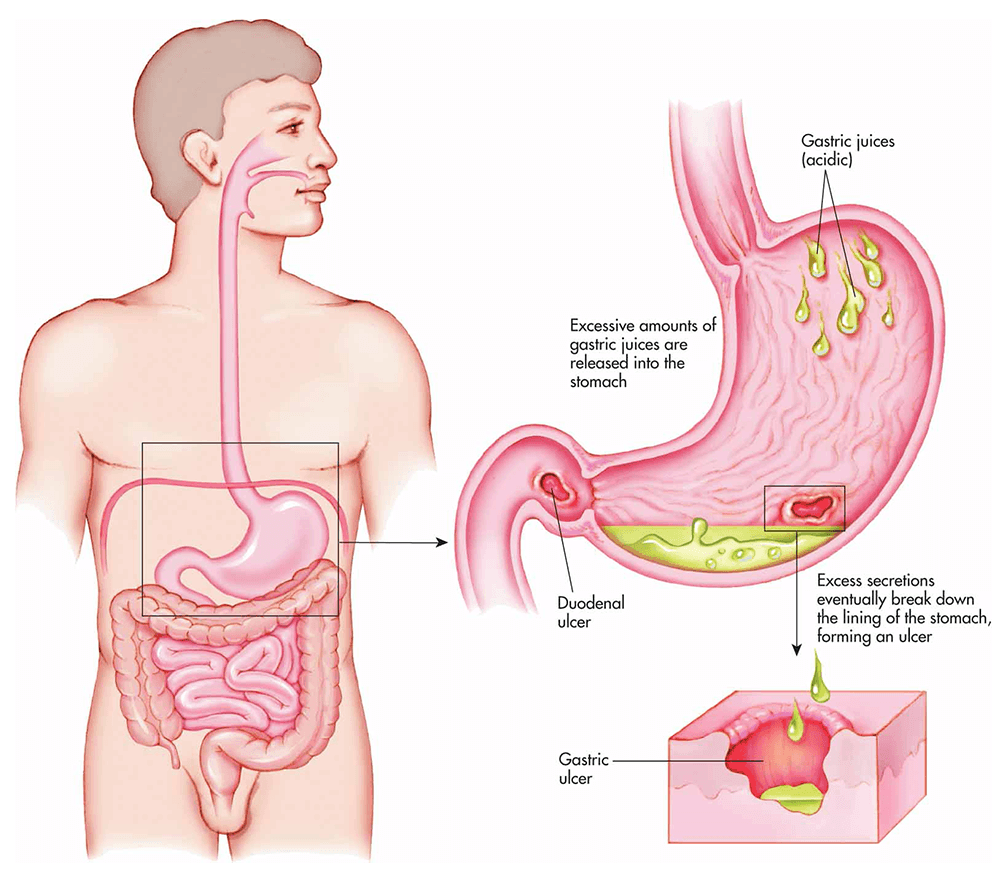 Gastric juices
(acidic)
Excessive amounts of
gastric juices are
released into the
stomach
Duodenal
ulcer
Excess secretions
eventually break down
the lining of the stomach,
forming an ulcer
Gastric
ulcer